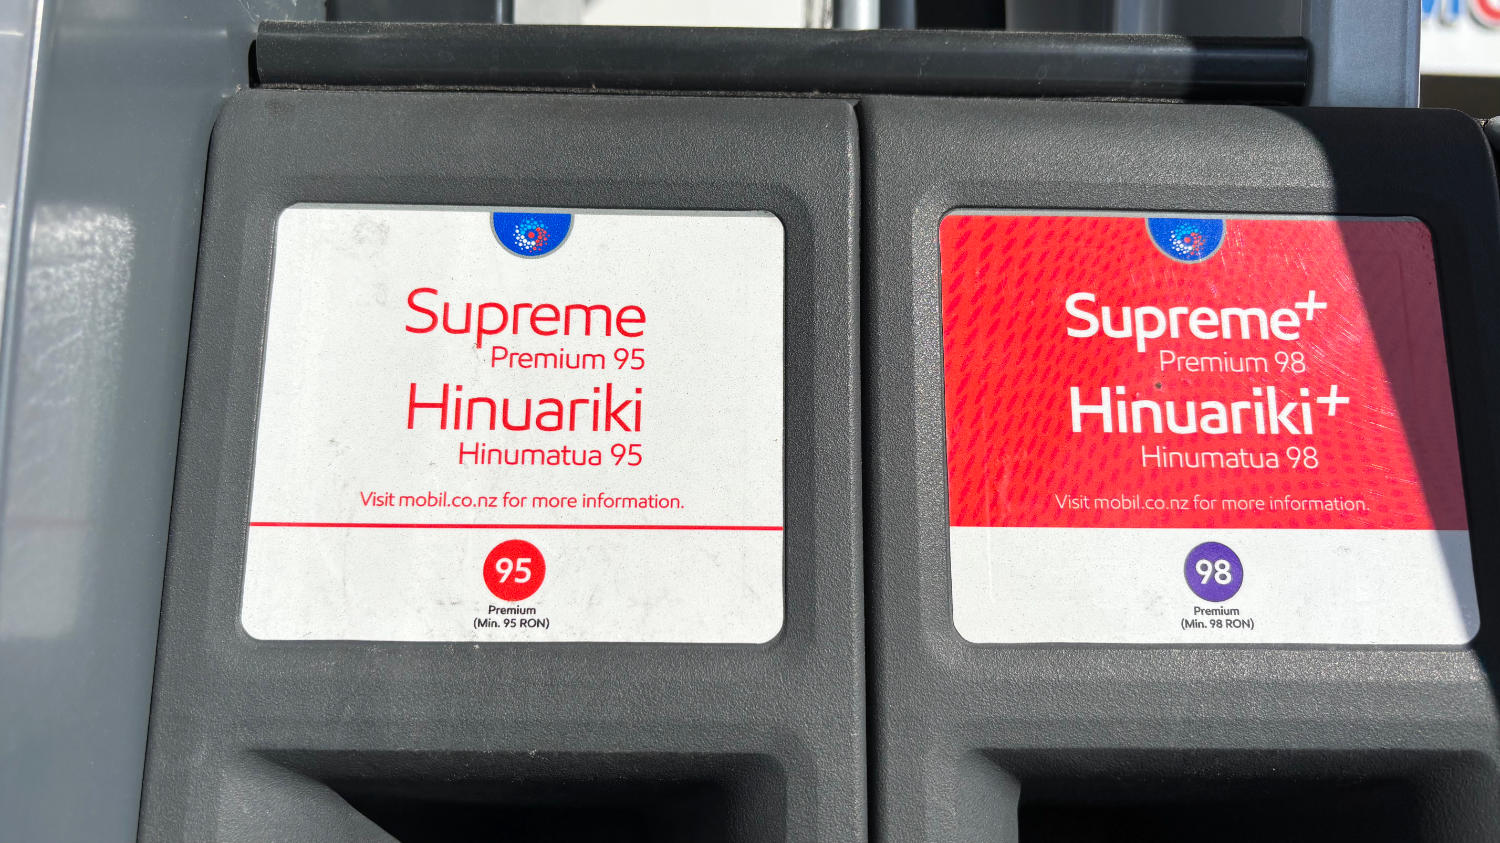 Supreme
Premium 95
Hinuariki
Hinumatua 95
Visit mobil.co.nz for more information.
95
Premium
(Min. 95 RON)
Supreme+
Premium 98
Hinuariki+
Hinumatua 98
Visit mobil.co.nz for more information.
98
Premium
(Min. 98 RON)